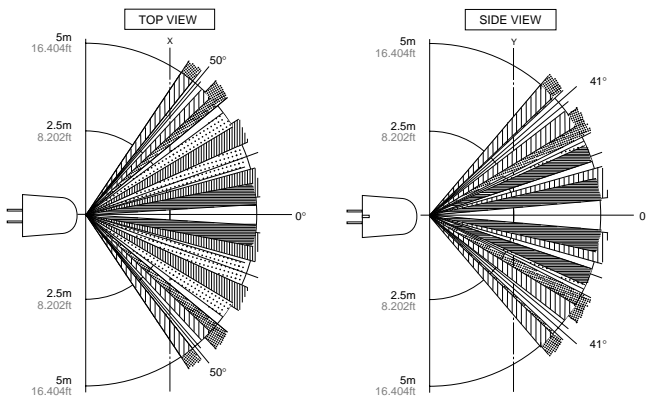 TOP VIEW
X
5m
16.404ft
50°
2.5m
8.202ft
0°
2.5m
8.202ft
50°
5m
16.404ft
SIDE VIEW
Y
5m
16.404ft
41°
2.5m
8.202ft
0
2.5m
8.202ft
41°
5m
16.404ft